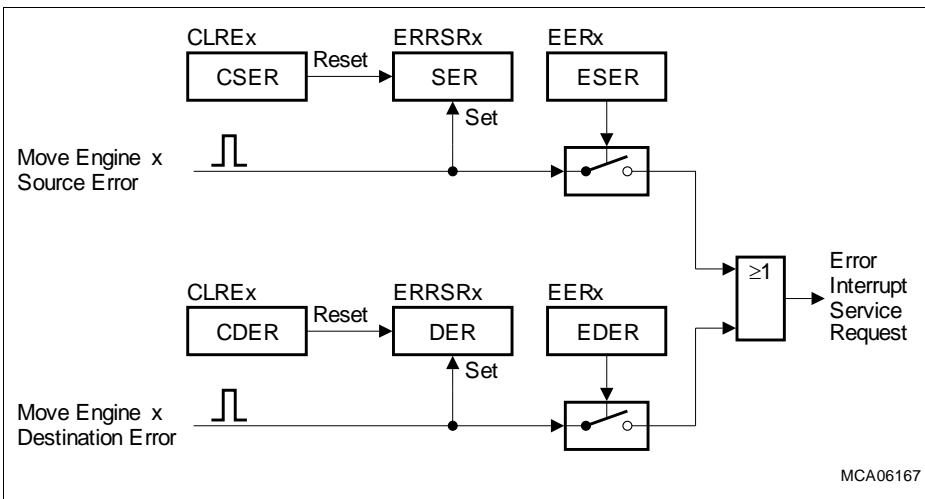 CLREx
ERRSRx
EERx
CSER
Reset
SER
ESER
Set
Move Engine x
Source Error
≥1
Error
Interrupt
Service
Request
CLREx
ERRSRx
EERx
CDER
Reset
DER
EDER
Set
Move Engine x
Destination Error
MCA06167